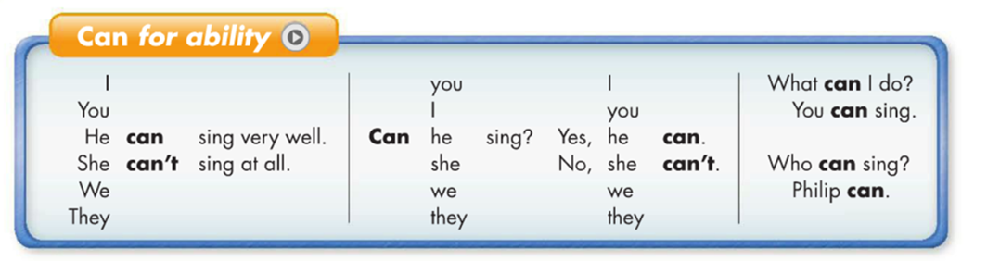 Can for ability
I
You
He can sing very well.
She can't sing at all.
We
They
you I
I you
Can he sing? Yes, he can.
she No, she can't.
we we
they they
What can I do?
You can sing.
Who can sing?
Philip can.